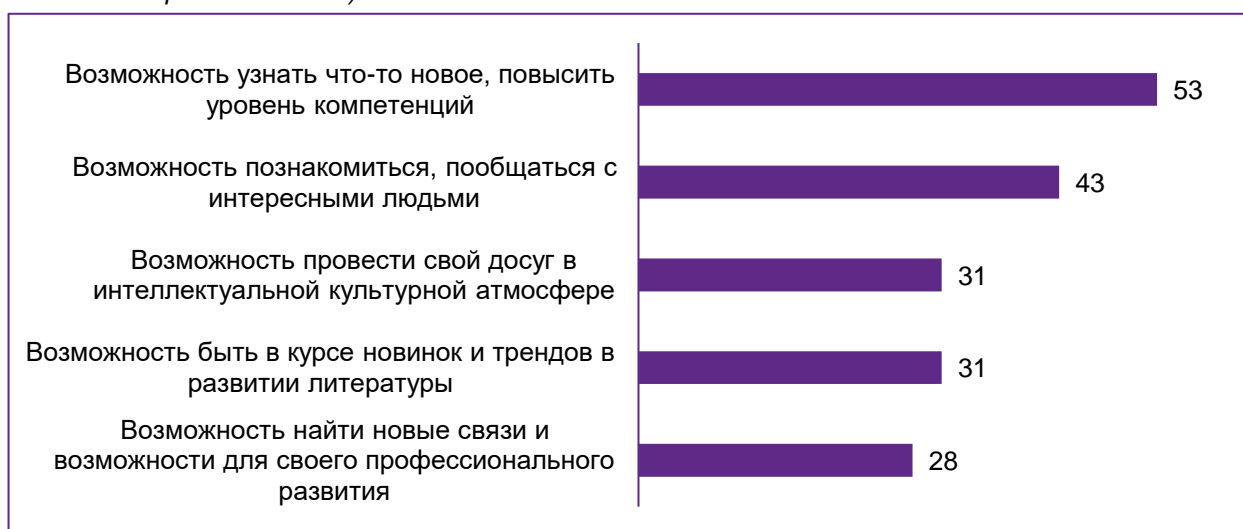 Возможность узнать что-то новое, повысить
уровень компетенций
53
Возможность познакомиться, пообщаться с
интересными людьми
43
Возможность провести свой досуг в
интеллектуальной культурной атмосфере
31
Возможность быть в курсе новинок и трендов в
развитии литературы
31
Возможность найти новые связи и
возможности для своего профессионального
развития
28